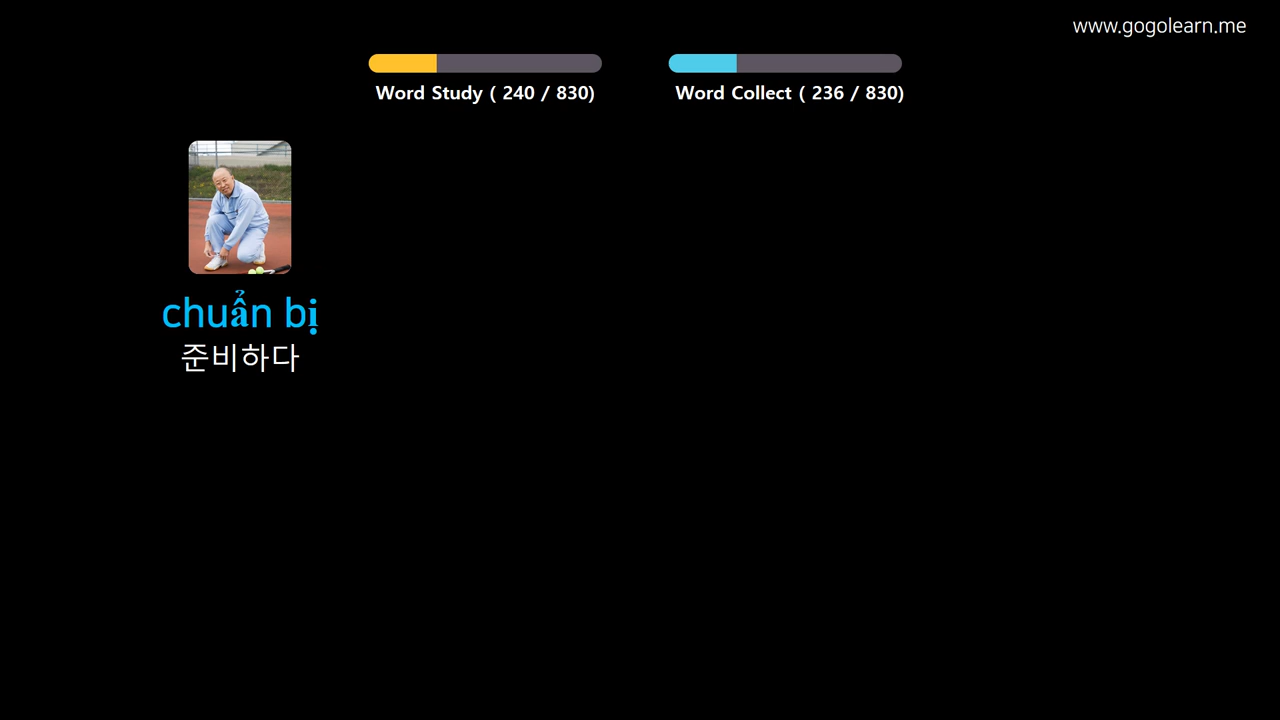 www.gogolearn.me
Word Study ( 240 / 830)
Word Collect ( 236 / 830)
chuẩn bị
준비하다